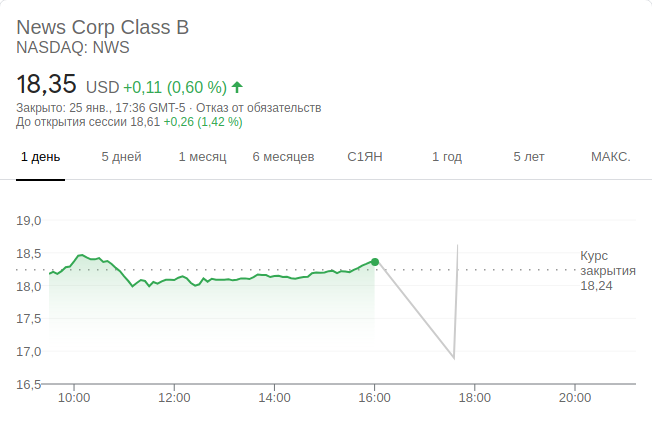 News Corp Class B
NASDAQ: NWS
18,35 USD +0,11 (0,60 %)
Закрыто: 25 янв., 17:36 GMT-5 · Отказ от обязательств
До открытия сессии 18,61 +0,26 (1,42 %)
1 день 5 дней 1 месяц 6 месяцев С1ЯН 1 год 5 лет МАКС.
19,0
18,5
Курс
закрытия
18,24
18,0
17,5
17,0
16,5
10:00 12:00 14:00 16:00 18:00 20:00